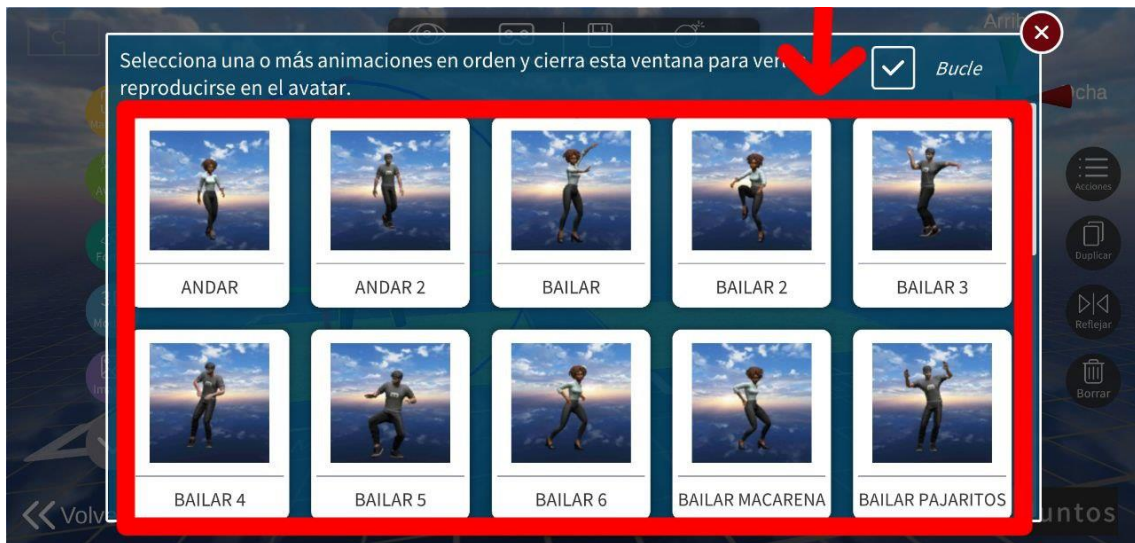 Arrib
Selecciona una o más animaciones en orden y cierra esta ventana para
reproducirse en el avatar.
Bucle
cha
ANDAR
ANDAR 2
BAILAR
BAILAR 2
BAILAR 3
BAILAR 4
BAILAR 5
BAILAR 6
BAILAR MACARENA
BAILAR PAJARITOS
Acciones
Duplicar
Reflejar
Borrar
Volv
untos